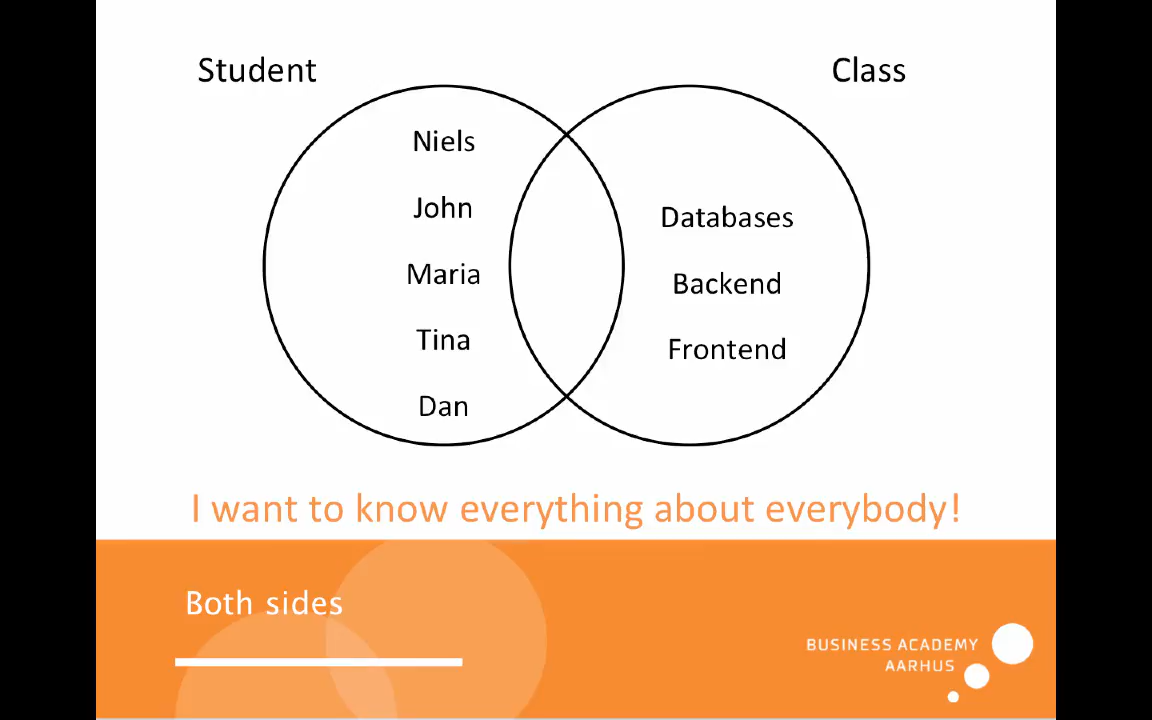 Student
Class
Niels
John
Maria
Tina
Dan
Databases
Backend
Frontend
I want to know everything about everybody!
Both sides
BUSINESS ACADEMY
AARHUS